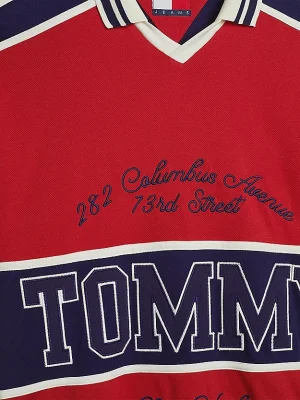 JEANS
282 Columbus Avenue
73rd Street
TOMMY